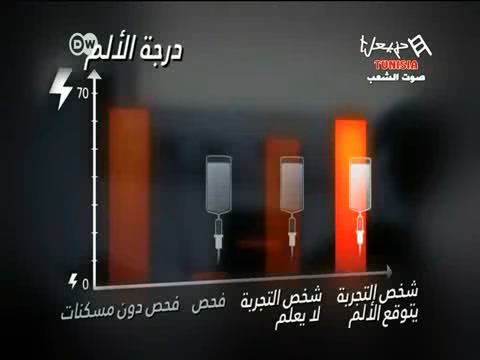 درجة الألم
DW
TUNISIA
صوت الشعب
70
0
فحص دون مسكنات
فحص
شخص التجربة
لا يعلم
شخص التجربة
يتوقع الألم